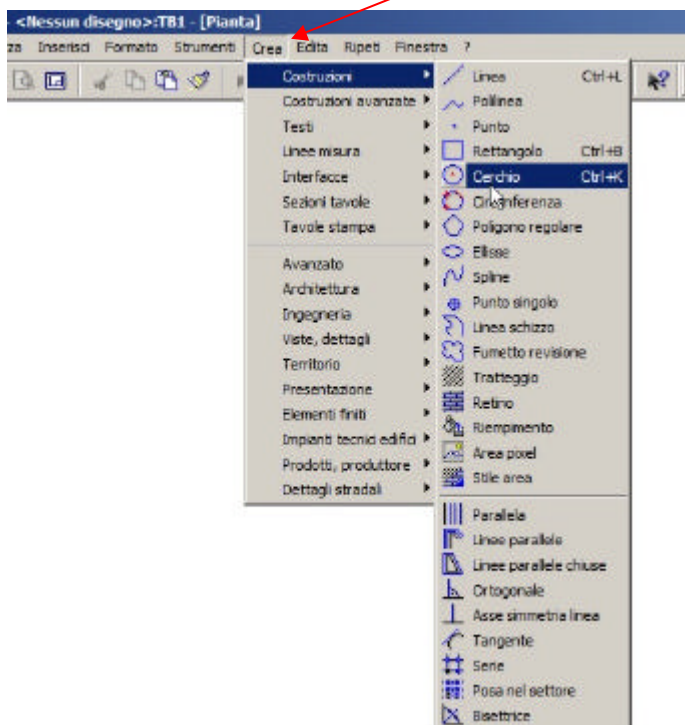 - <Nessun disegno>:TB1 - [Pianta]
za Inserisci Formato Strumenti Crea Edita Ripeti Finestra ?
Costruzioni
Costruzioni avanzate
Testi
Linee misura
Interfacce
Sezioni tavole
Tavole stampa
Avanzato
Architettura
Ingegneria
Viste, dettagli
Territorio
Presentazione
Elementi finiti
Impianti tecnici edifici
Prodotti, produttore
Dettagli stradali
Linea Ctrl+L
Polilinea
Punto
Rettangolo Ctrl+B
Cerchio Ctrl+K
Circonferenza
Poligono regolare
Ellisse
Spline
Punto singolo
Linea schizzo
Fumetto revisione
Tratteggio
Retino
Riempimento
Area pixel
Stile area
Parallela
Linee parallele
Linee parallele chiuse
Ortogonale
Asse simmetria linea
Tangente
Serie
Posa nel settore
Bisettrice